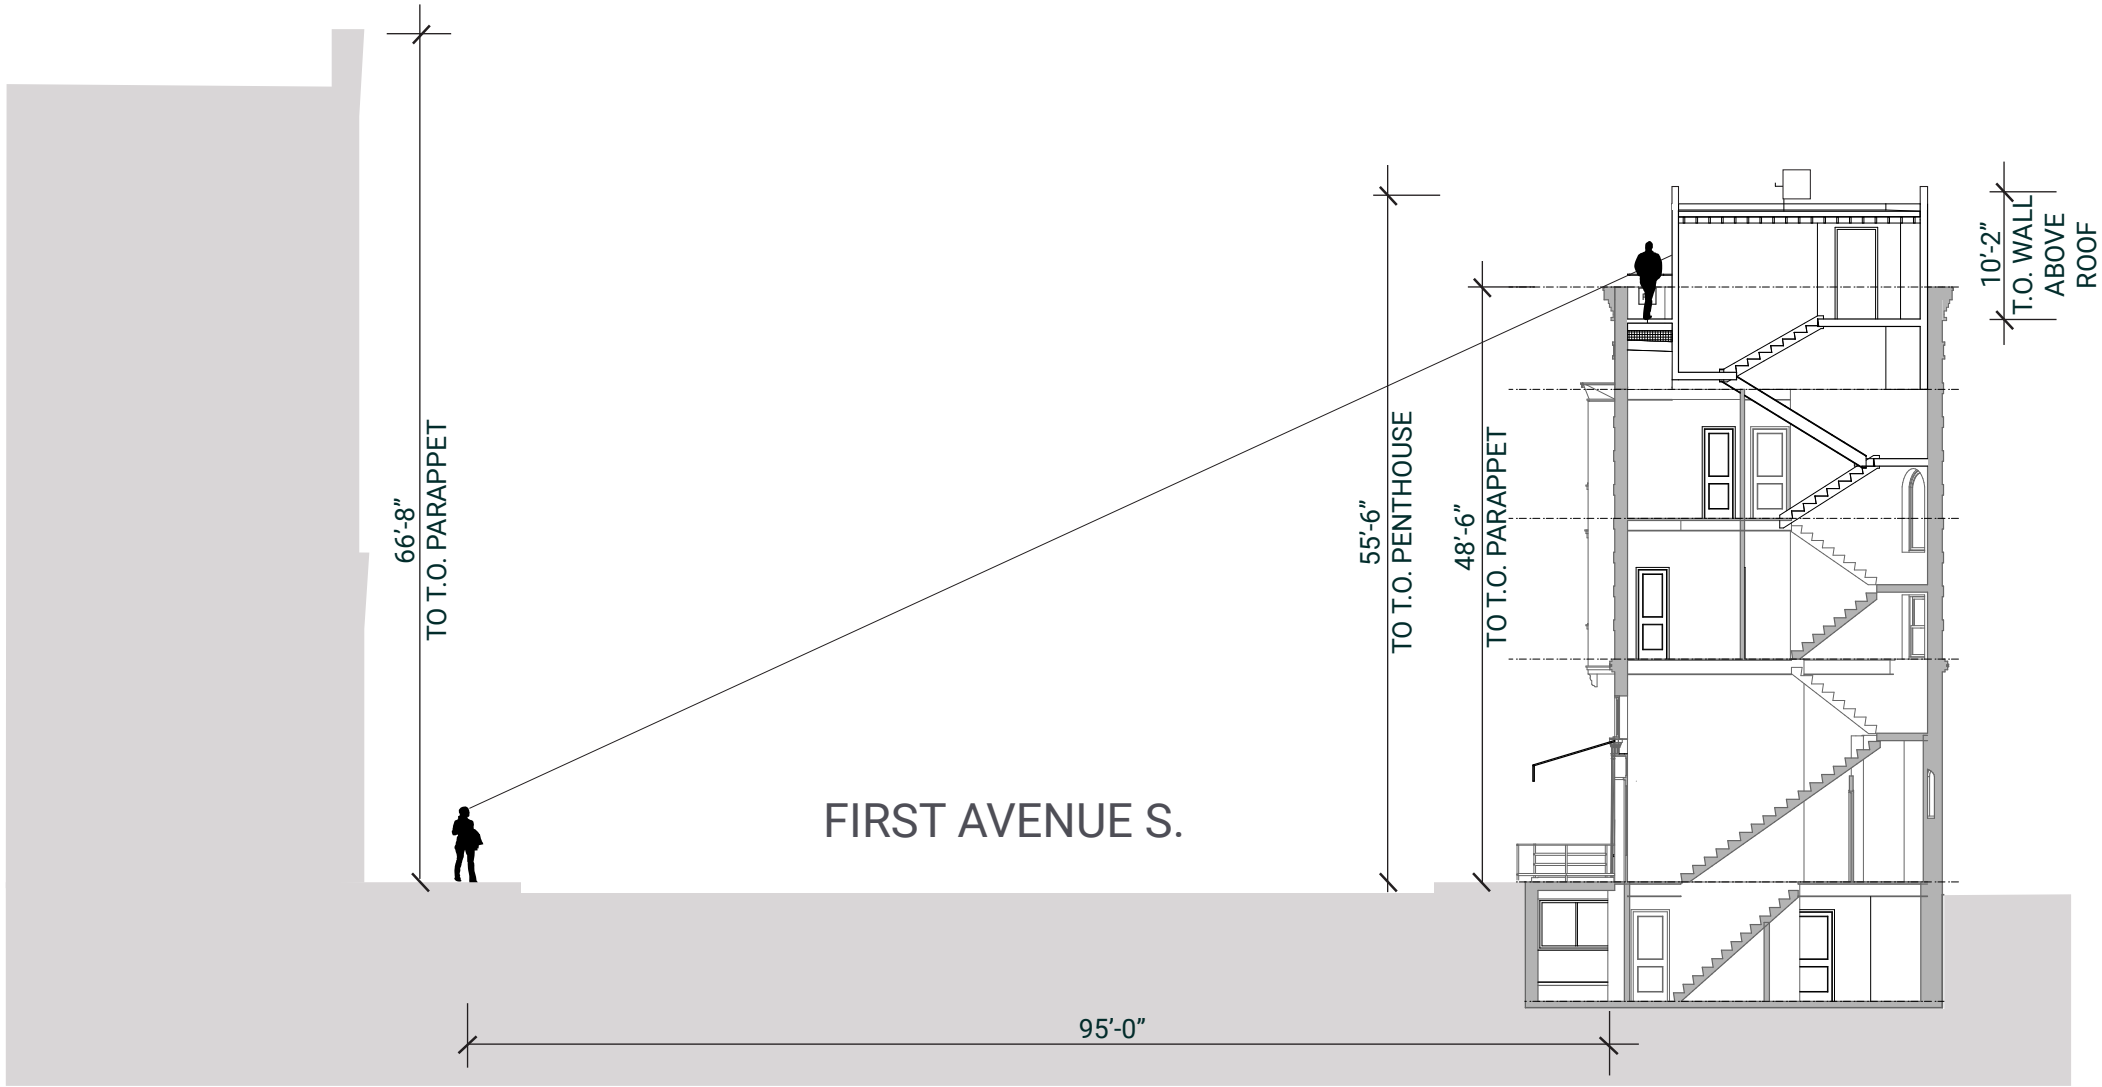 66’-8”
TO T.O. PARAPPET
FIRST AVENUE S.
55’-6”
TO T.O. PENTHOUSE
48’-6”
TO T.O. PARAPPET
10’-2”
T.O. WALL
ABOVE
ROOF
95’-0”